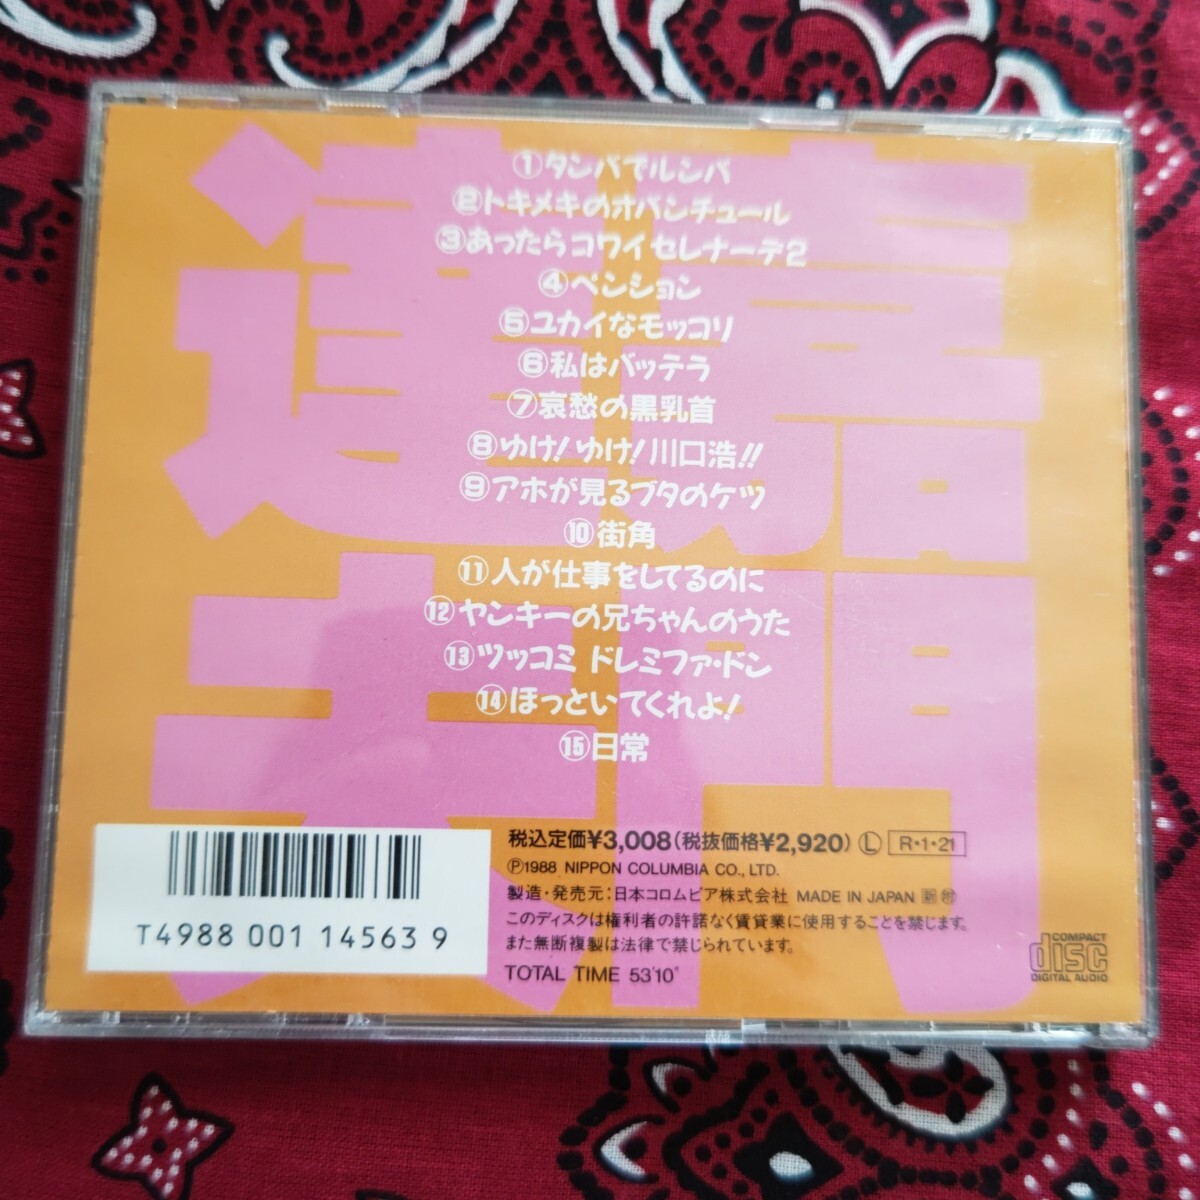 嘉門
達夫
①タンバでルンバ
②トキメキのオバンチュール
③あったらコワイセレナーデ2
④ペンション
⑤ユカイなモッコリ
⑥私はバッテラ
⑦哀愁の黒乳首
⑧ゆけ!ゆけ!川口浩!!
⑨アホが見るブタのケツ
⑩街角
⑪人が仕事をしてるのに
⑫ヤンキーの兄ちゃんのうた
⑬ツッコミ ドレミファ・ドン
⑭ほっといてくれよ!
⑮日常
税込定価¥3,008(税抜価格¥2,920) Ⓛ R・1・21
Ⓟ1988 NIPPON COLUMBIA CO., LTD.
製造・発売元：日本コロムビア株式会社 MADE IN JAPAN
このディスクは権利者の許諾なく賃貸業に使用することを禁じます。
また無断複製は法律で禁じられています。
TOTAL TIME 53'10"
T4988 001 14563 9
COMPACT
disc
DIGITAL AUDIO